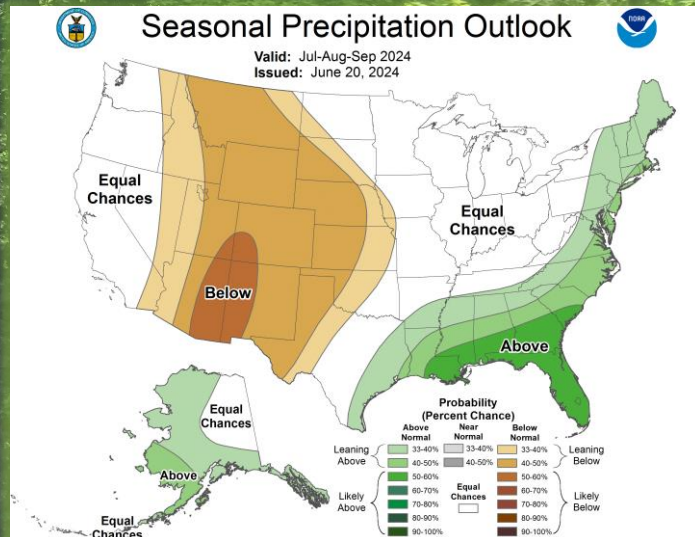 Seasonal Precipitation Outlook
NOAA
Valid: Jul-Aug-Sep 2024
Issued: June 20, 2024
Equal
Chances
Equal
Chances
Below
Above
Equal
Chances
Above
Equal
Chances
Probability
(Percent Chance)
Above
Normal
Near
Normal
Below
Normal
Leaning
Above
33-40%
33-40%
33-40%
Leaning
Below
40-50%
40-50%
40-50%
Likely
Above
50-60%
Equal
Chances
50-60%
Likely
Below
60-70%
60-70%
70-80%
70-80%
80-90%
80-90%
90-100%
90-100%